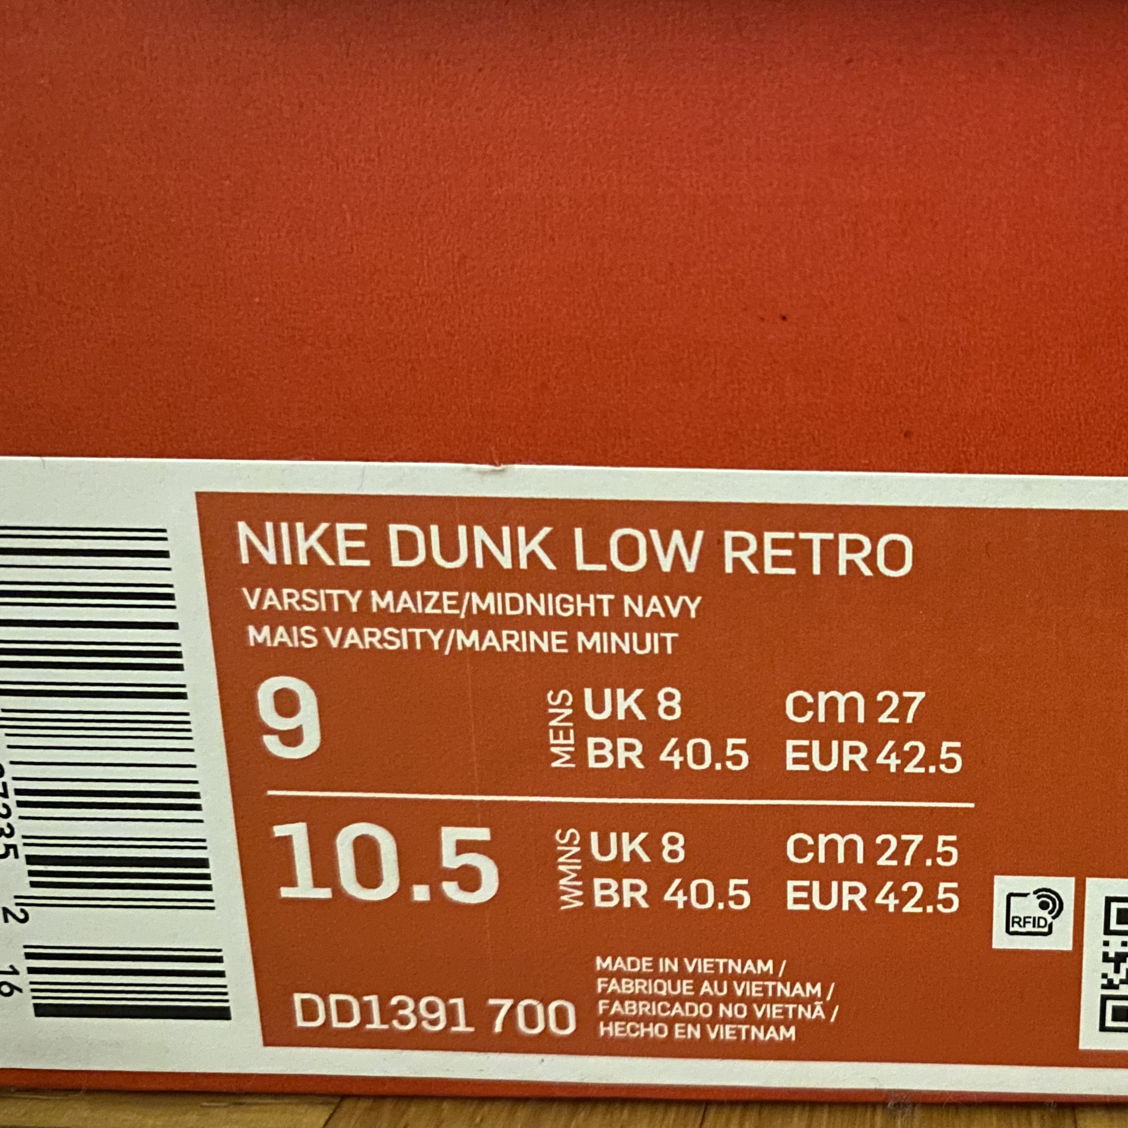 NIKE DUNK LOW RETRO
VARSITY MAIZE/MIDNIGHT NAVY
MAIS VARSITY/MARINE MINUIT
9
MENS
UK 8 cm 27
BR 40.5 EUR 42.5
10.5
WMNS
UK 8 cm 27.5
BR 40.5 EUR 42.5
RFID
DD1391 700
MADE IN VIETNAM /
FABRIQUE AU VIETNAM /
FABRICADO NO VIETNÃ /
HECHO EN VIETNAM
2 16